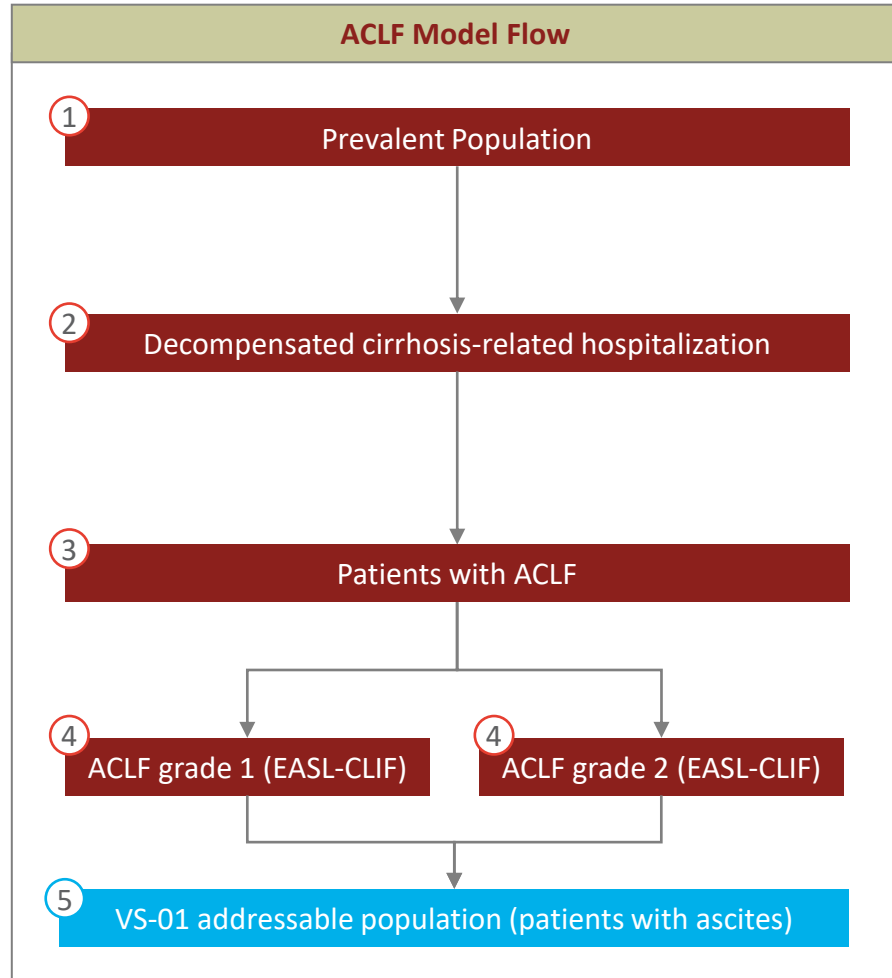 ACLF Model Flow
1
Prevalent Population
2
Decompensated cirrhosis-related hospitalization
3
Patients with ACLF
4
ACLF grade 1 (EASL-CLIF)
4
ACLF grade 2 (EASL-CLIF)
5
VS-01 addressable population (patients with ascites)